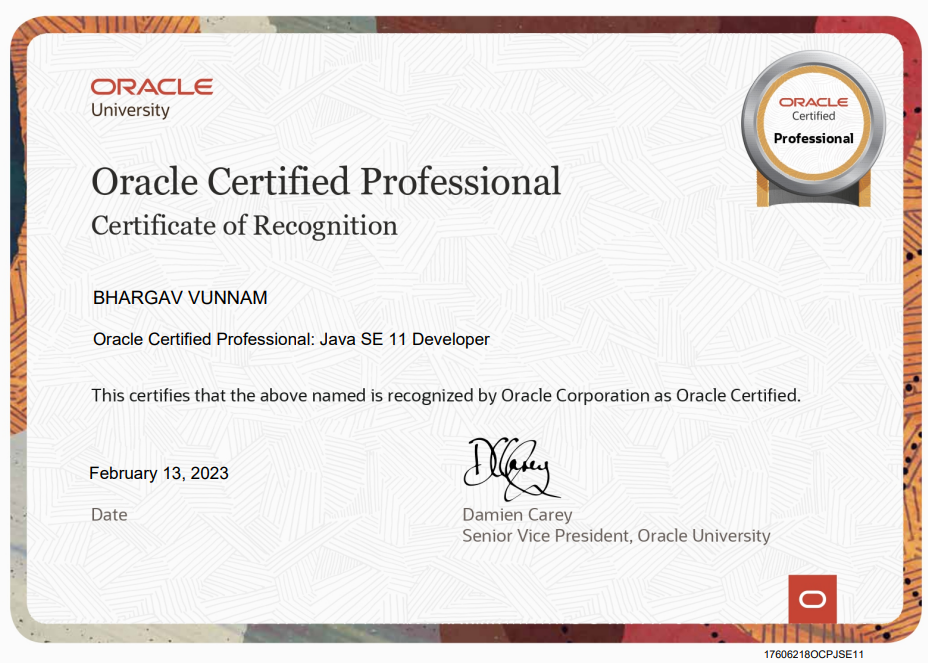 ORACLE
University
ORACLE
Certified
Professional
Oracle Certified Professional
Certificate of Recognition
BHARGAV VUNNAM
Oracle Certified Professional: Java SE 11 Developer
This certifies that the above named is recognized by Oracle Corporation as Oracle Certified.
DCarey
February 13, 2023
Date
Damien Carey
Senior Vice President, Oracle University
17606218OCPJSE11